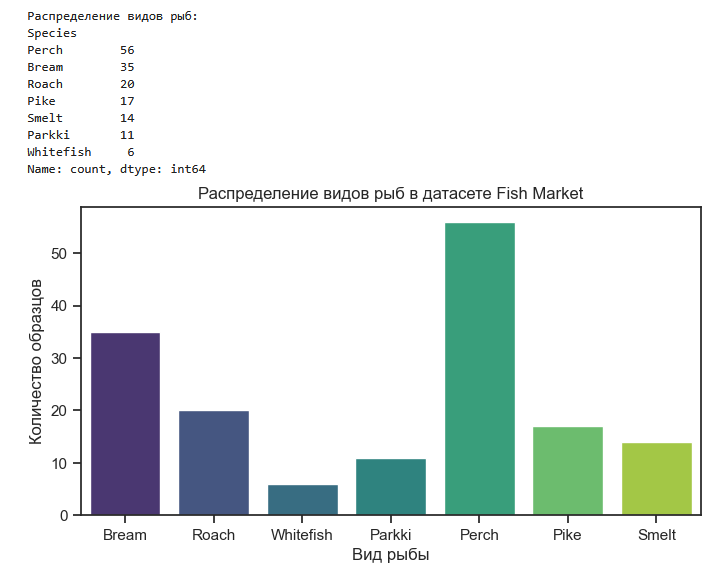 Распределение видов рыб:
Species
Perch 56
Bream 35
Roach 20
Pike 17
Smelt 14
Parkki 11
Whitefish 6
Name: count, dtype: int64
Распределение видов рыб в датасете Fish Market
Количество образцов
50
40
30
20
10
0
Bream Roach Whitefish Parkki Perch Pike Smelt
Вид рыбы